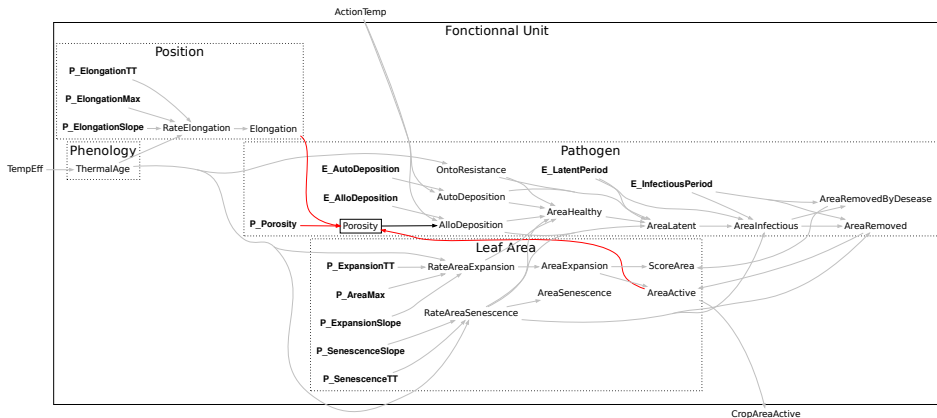 ActionTemp
Fonctionnal Unit
Position
P_ElongationTT
P_ElongationMax
P_ElongationSlope
RateElongation
Elongation
Phenology
TempEff
ThermalAge
Pathogen
E_AutoDeposition
OntoResistance
E_LatentPeriod
E_InfectiousPeriod
E_AlloDeposition
AutoDeposition
AreaRemovedByDesease
AreaHealthy
P_Porosity
Porosity
AlloDeposition
AreaLatent
AreaInfectious
AreaRemoved
Leaf Area
P_ExpansionTT
RateAreaExpansion
AreaExpansion
ScoreArea
P_AreaMax
AreaSenescence
AreaActive
P_ExpansionSlope
RateAreaSenescence
P_SenescenceSlope
P_SenescenceTT
CropAreaActive